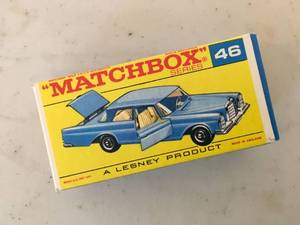 "MATCHBOX"
SERIES
46
A LESNEY PRODUCT
MADE IN ENGLAND